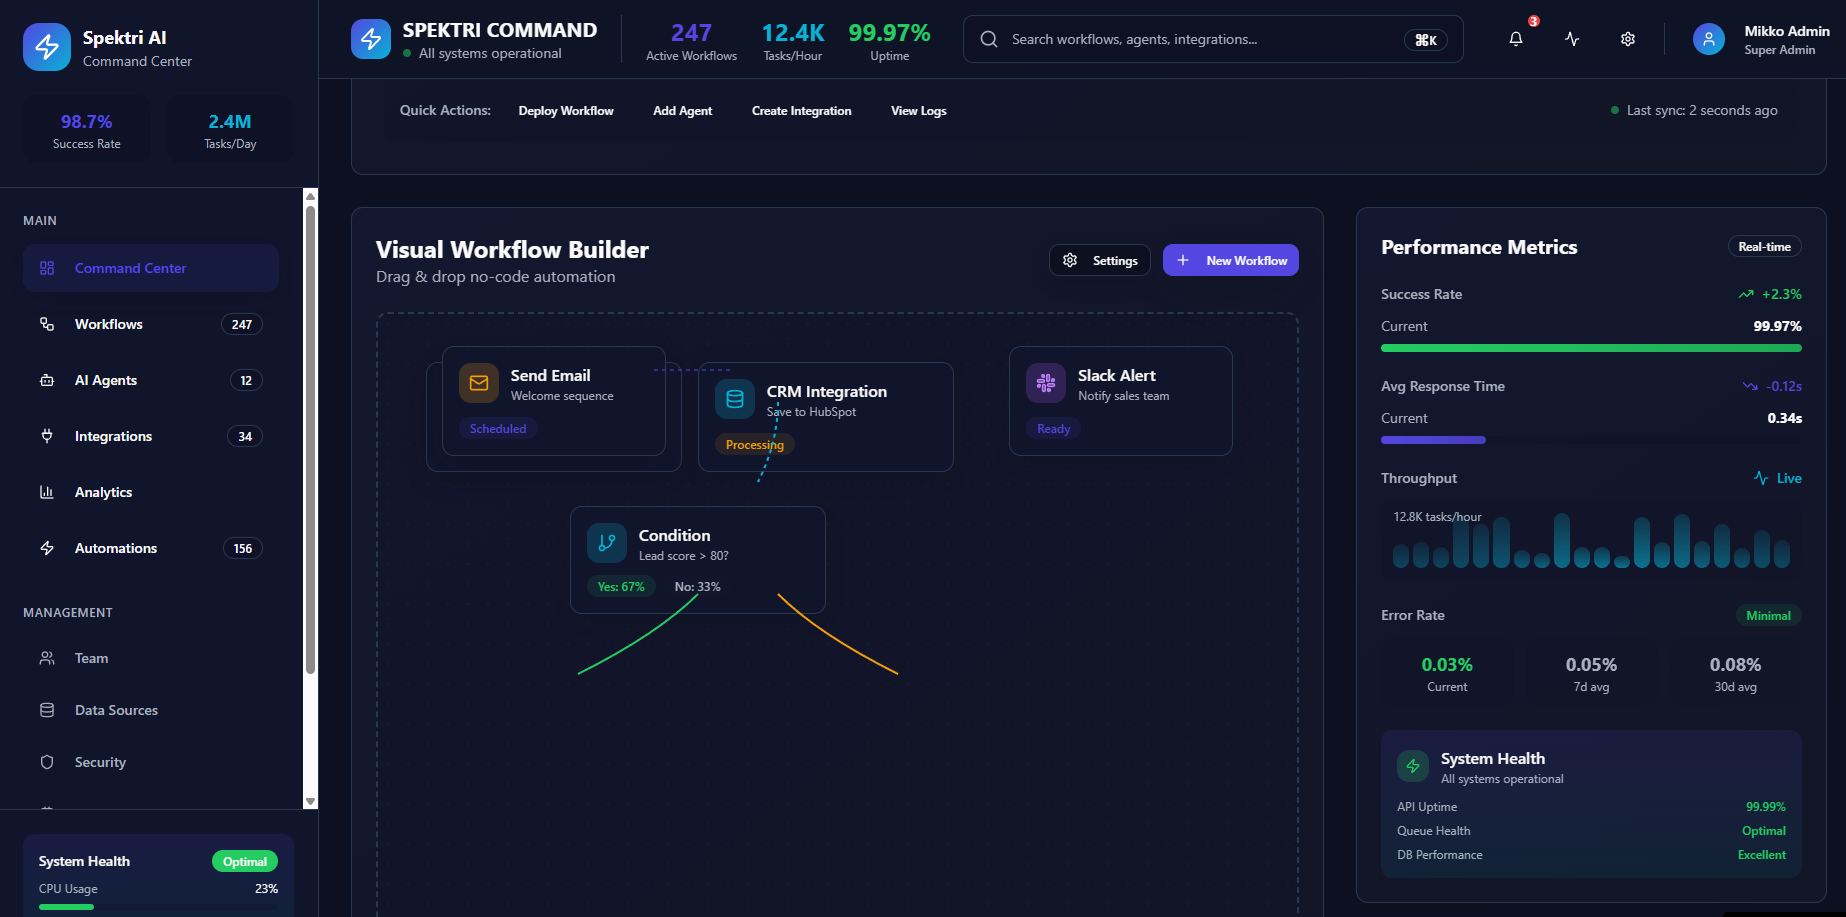 Spektri AI
Command Center
98.7%
Success Rate
2.4M
Tasks/Day
MAIN
Command Center
Workflows
247
AI Agents
12
Integrations
34
Analytics
Automations
156
MANAGEMENT
Team
Data Sources
Security
System Health
Optimal
CPU Usage
23%
SPEKTRI COMMAND
All systems operational
247
Active Workflows
12.4K
Tasks/Hour
99.97%
Uptime
Search workflows, agents, integrations...
⌘K
3
Mikko Admin
Super Admin
Quick Actions:
Deploy Workflow
Add Agent
Create Integration
View Logs
Last sync: 2 seconds ago
Visual Workflow Builder
Drag & drop no-code automation
Settings
New Workflow
Send Email
Welcome sequence
Scheduled
CRM Integration
Save to HubSpot
Processing
Slack Alert
Notify sales team
Ready
Condition
Lead score > 80?
Yes: 67%
No: 33%
Performance Metrics
Real-time
Success Rate
+2.3%
Current
99.97%
Avg Response Time
-0.12s
Current
0.34s
Throughput
Live
12.8K tasks/hour
Error Rate
Minimal
0.03%
Current
0.05%
7d avg
0.08%
30d avg
System Health
All systems operational
API Uptime
99.99%
Queue Health
Optimal
DB Performance
Excellent